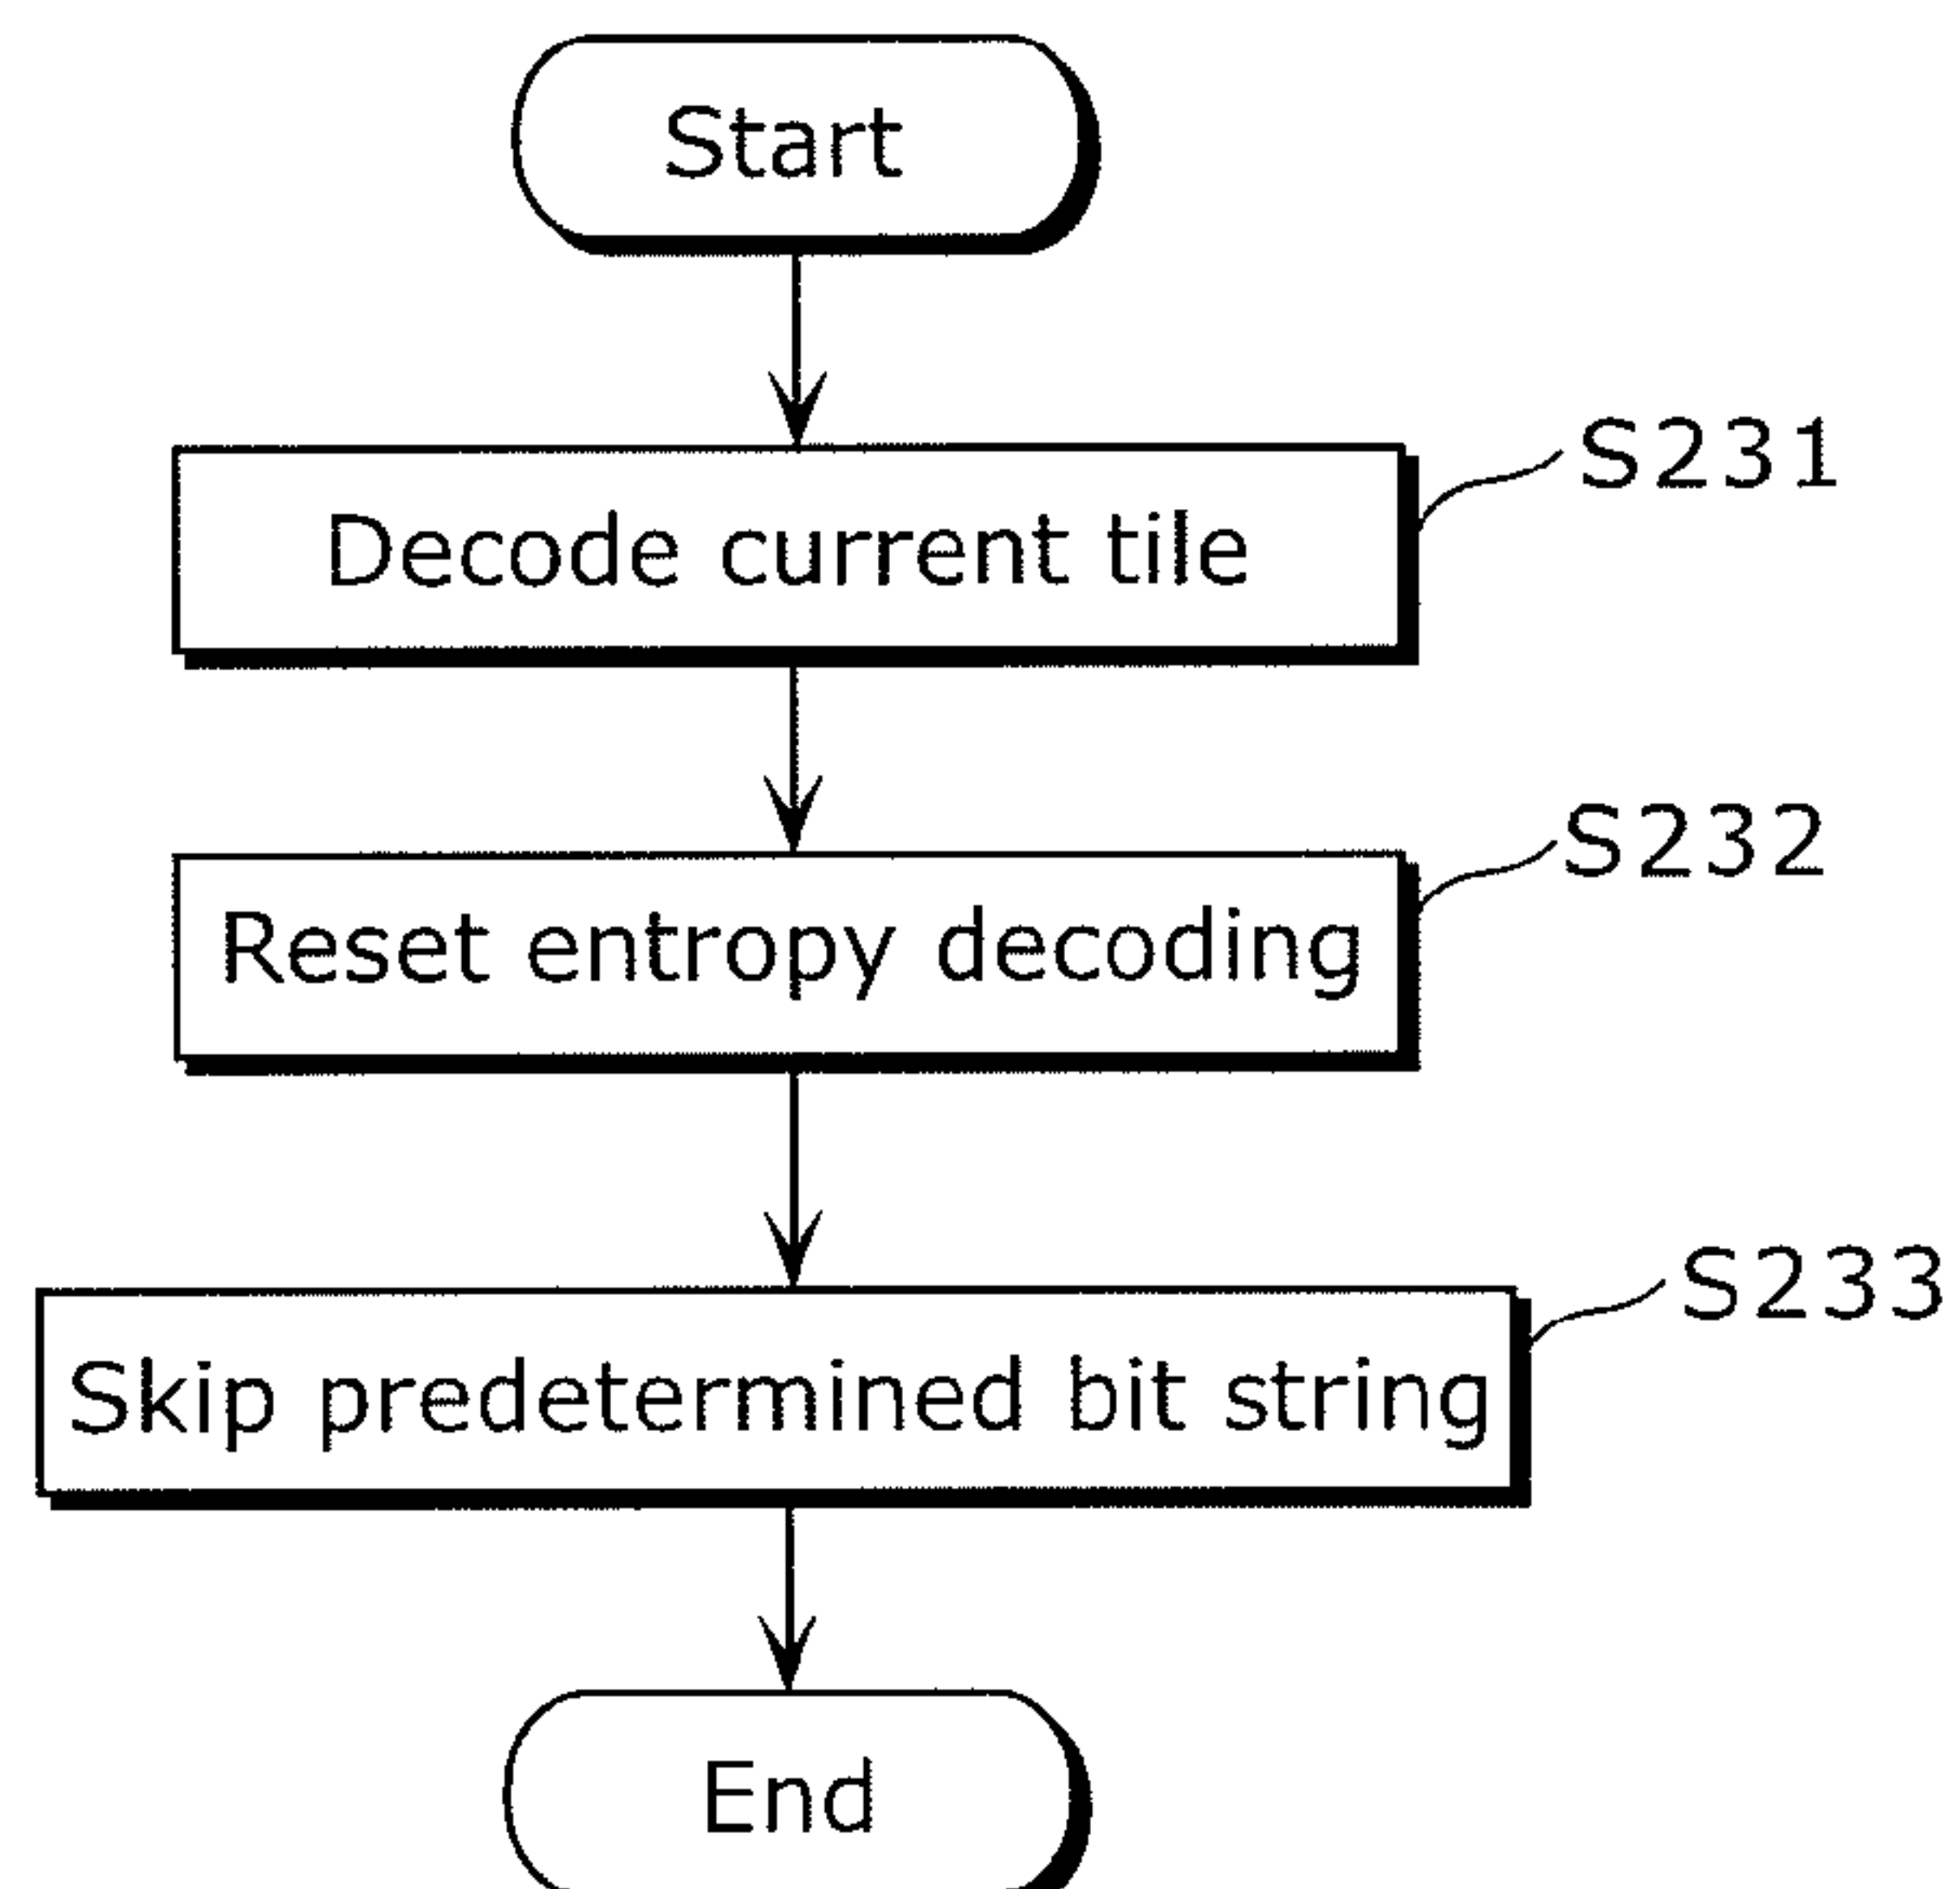 Start
S231
Decode current tile
S232
Reset entropy decoding
S233
Skip predetermined bit string
End